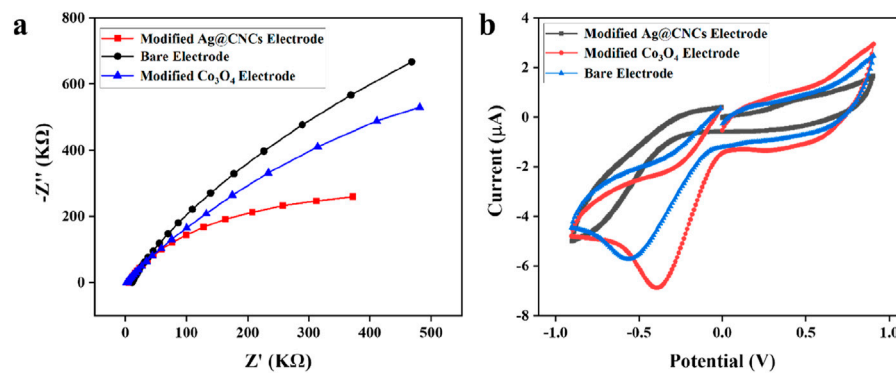 a
Modified Ag@CNCs Electrode
Bare Electrode
Modified Co₃O₄ Electrode
800
600
400
200
0
-Z'' (KΩ)
0 100 200 300 400 500
Z' (KΩ)
b
Modified Ag@CNCs Electrode
Modified Co₃O₄ Electrode
Bare Electrode
4
2
0
-2
-4
-6
-8
Current (μA)
-1.0 -0.5 0.0 0.5 1.0
Potential (V)